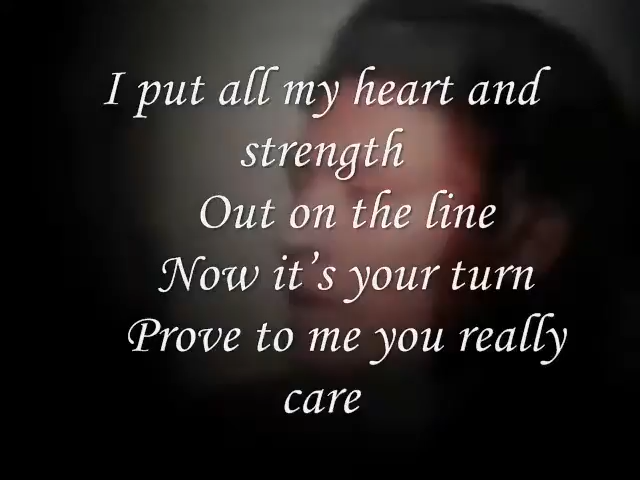 I put all my heart and
strength
Out on the line
Now it’s your turn
Prove to me you really
care